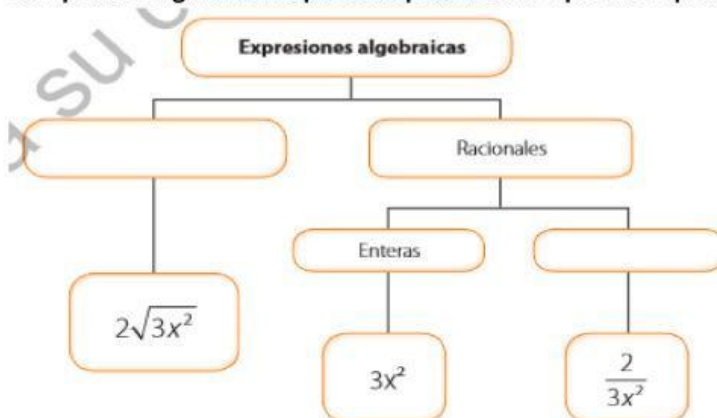 Expresiones algebraicas
Racionales
Enteras
2√3x²
3x²
2
3x²